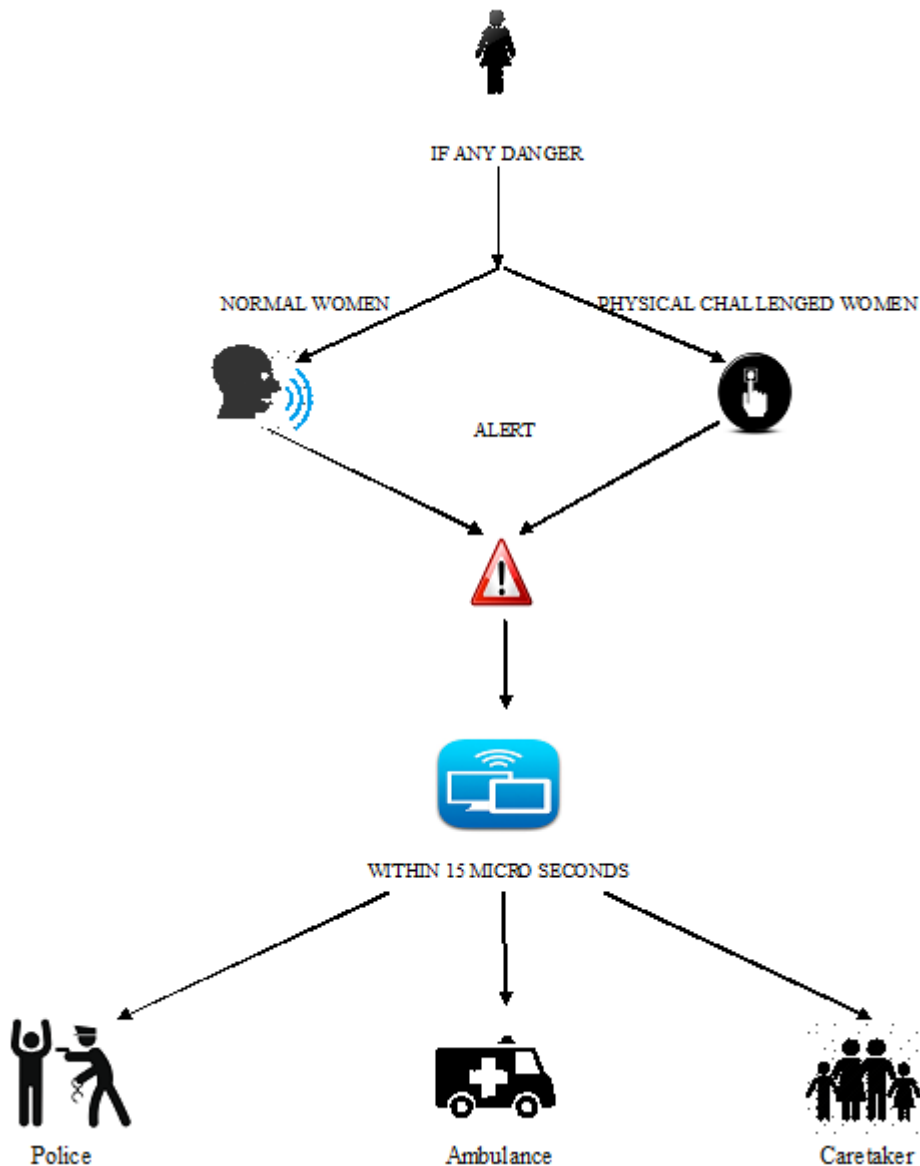 IF ANY DANGER
NORMAL WOMEN
PHYSICAL CHALLENGED WOMEN
ALERT
WITHIN 15 MICRO SECONDS
Police
Ambulance
Caretaker